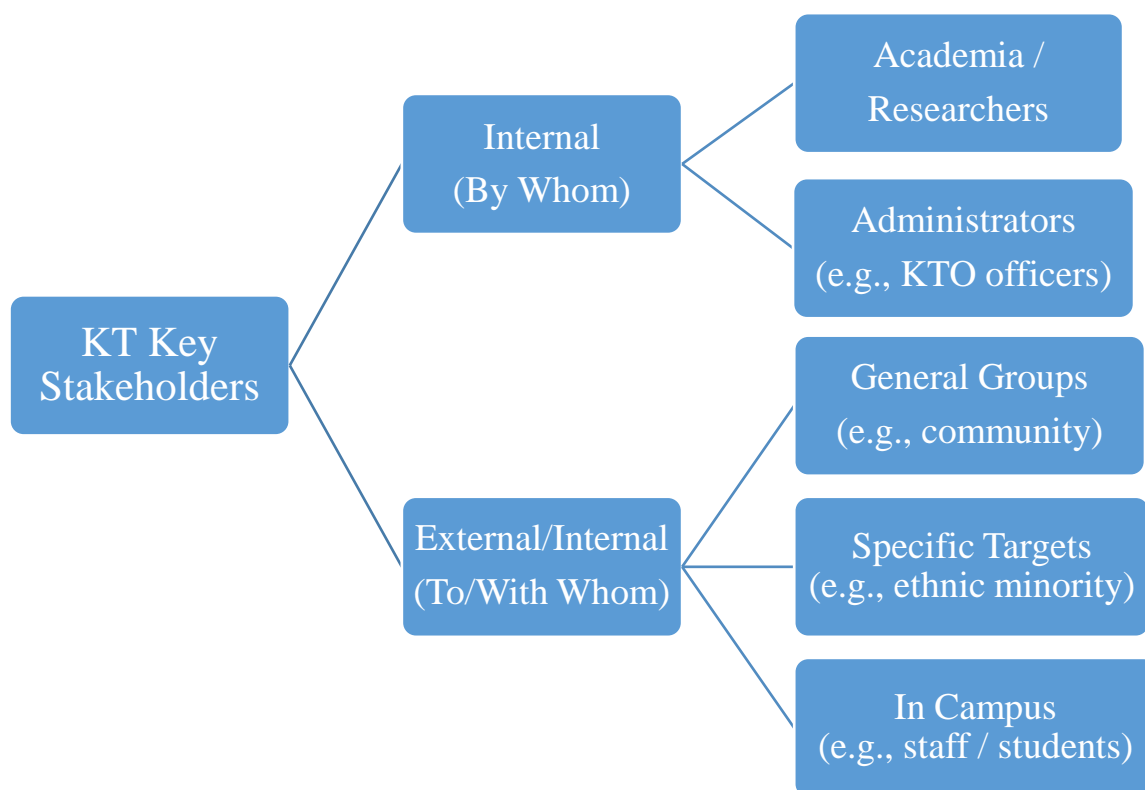 KT Key
Stakeholders
Internal
(By Whom)
Academia /
Researchers
Administrators
(e.g., KTO officers)
External/Internal
(To/With Whom)
General Groups
(e.g., community)
Specific Targets
(e.g., ethnic minority)
In Campus
(e.g., staff / students)